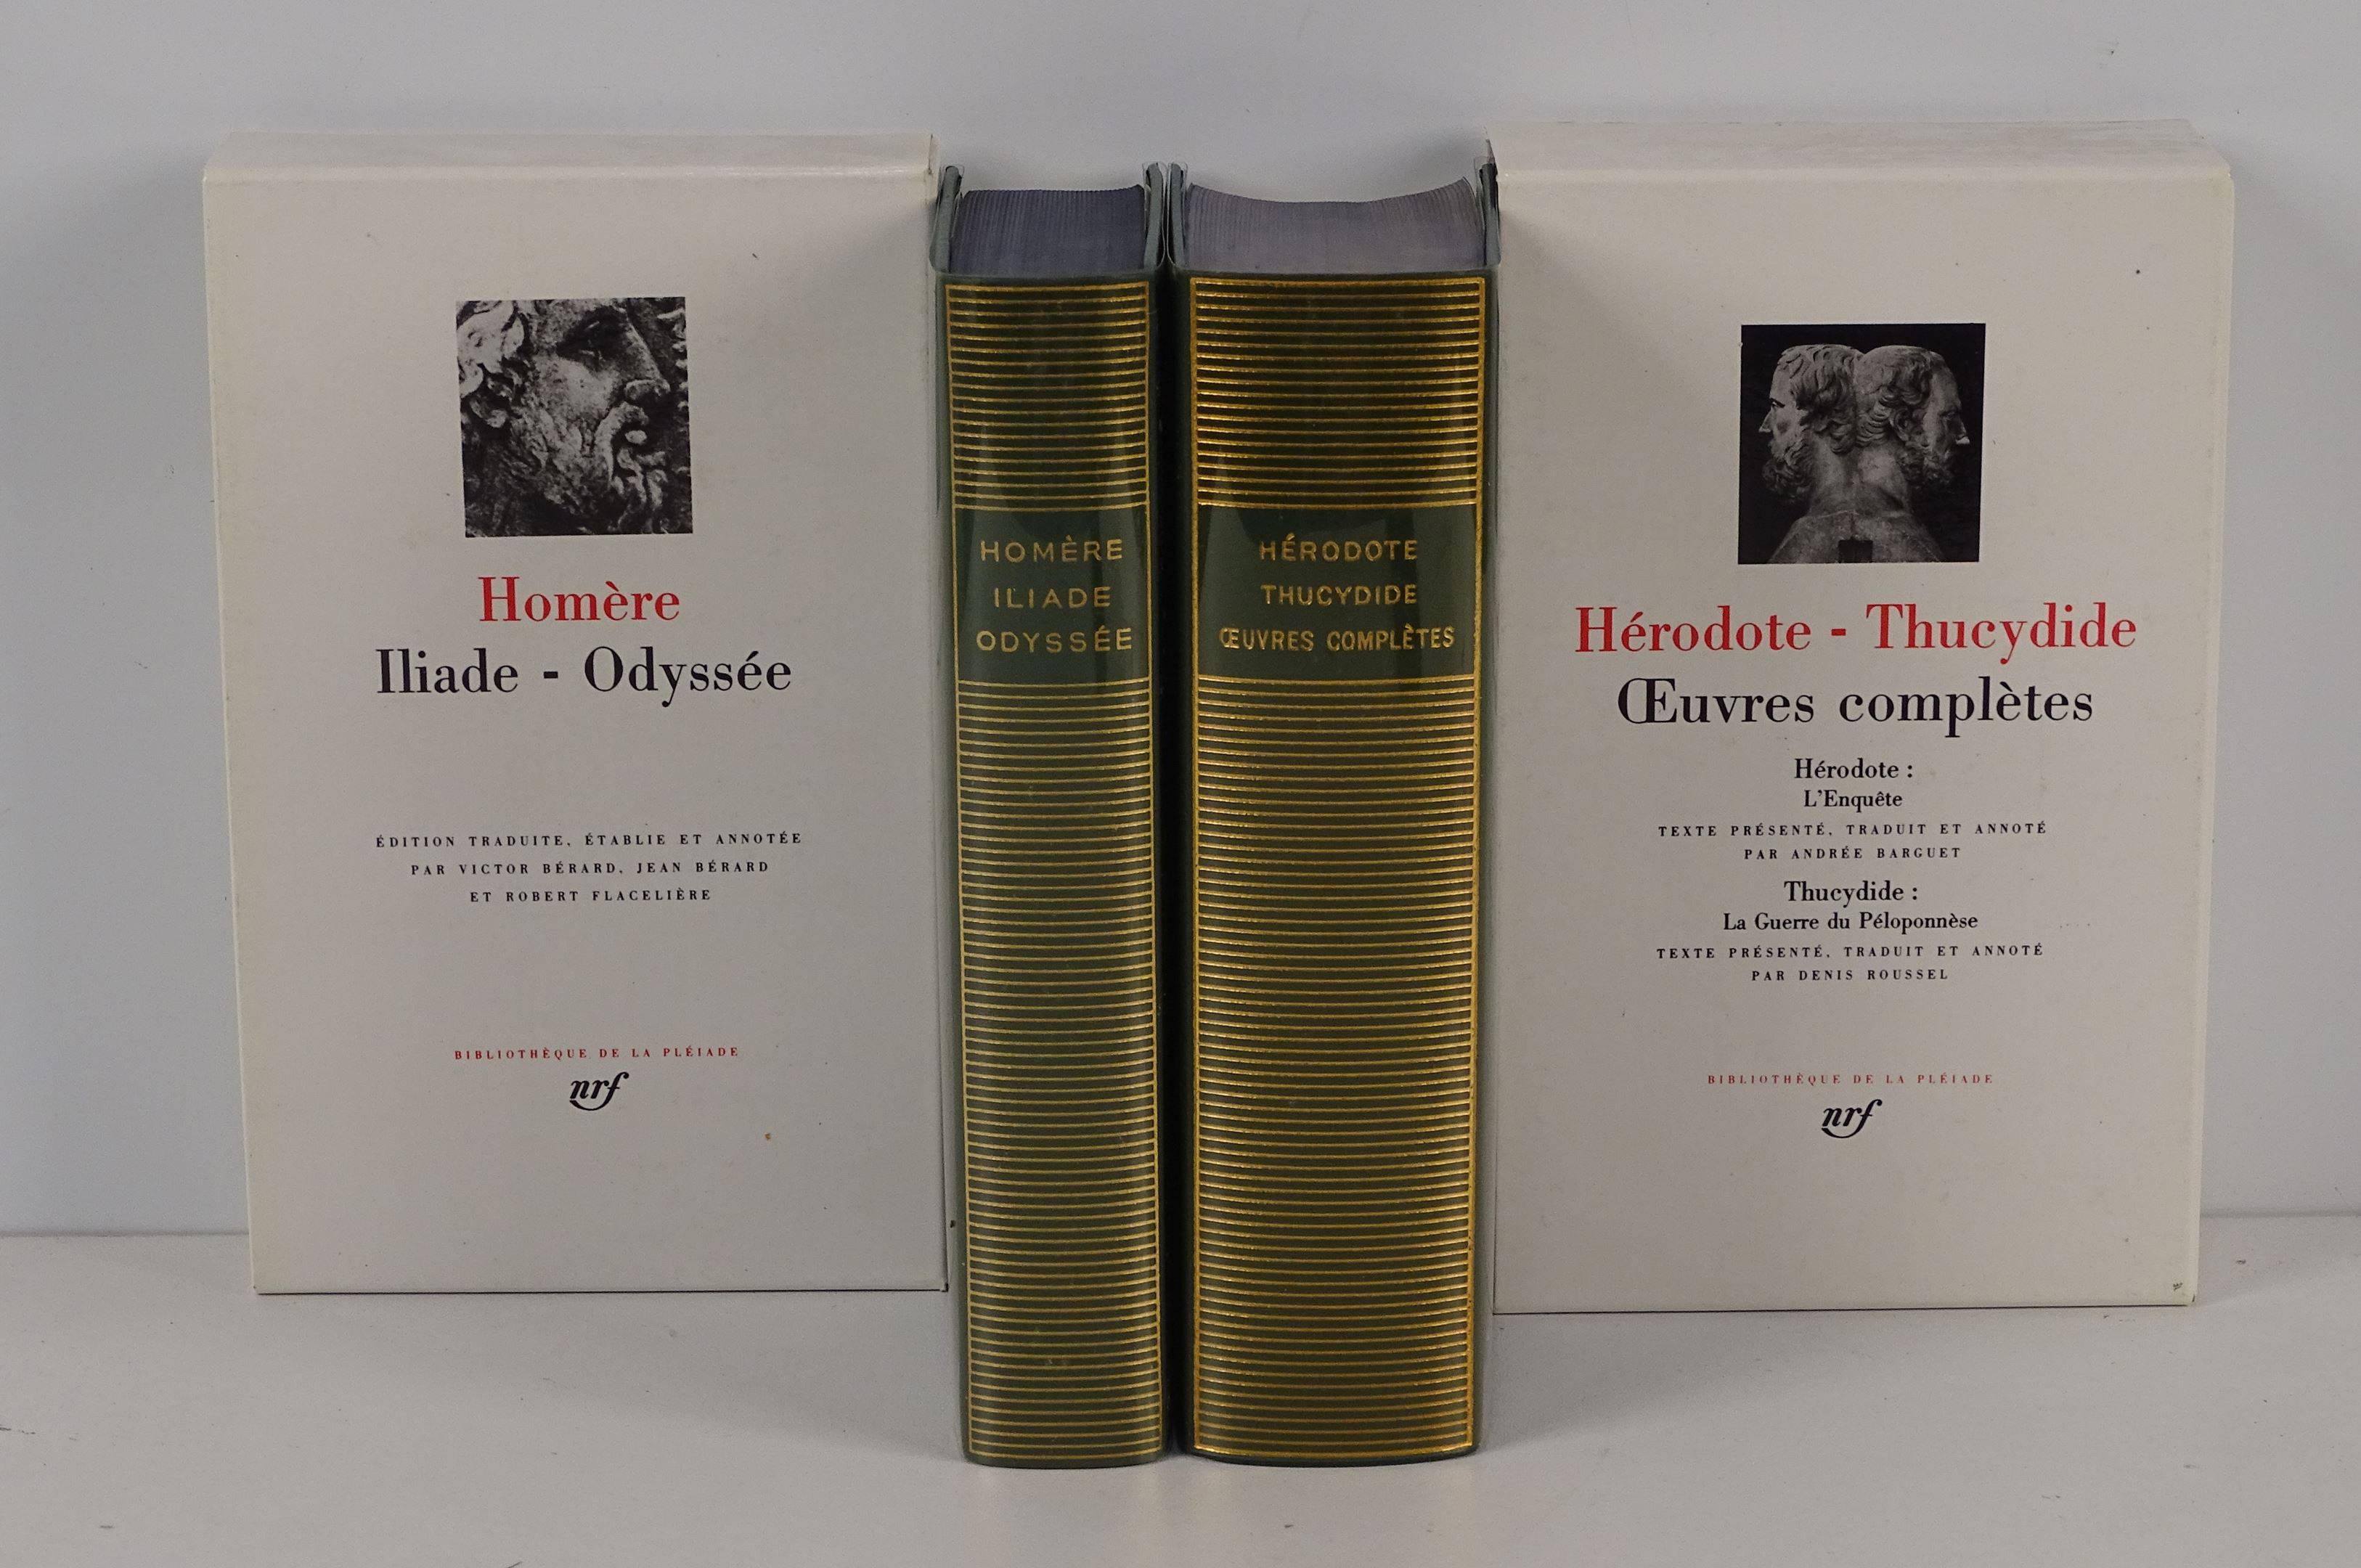 Homère
Iliade - Odyssée
ÉDITION TRADUITE, ÉTABLIE ET ANNOTÉE
PAR VICTOR BÉRARD, JEAN BÉRARD
ET ROBERT FLACELIÈRE
BIBLIOTHÈQUE DE LA PLÉIADE
nrf
HOMÈRE
ILIADE
ODYSSÉE
HÉRODOTE
THUCYDIDE
ŒUVRES COMPLÈTES
Hérodote - Thucydide
Œuvres complètes
Hérodote :
L'Enquête
TEXTE PRÉSENTÉ, TRADUIT ET ANNOTÉ
PAR ANDRÉE BARGUET
Thucydide :
La Guerre du Péloponnèse
TEXTE PRÉSENTÉ, TRADUIT ET ANNOTÉ
PAR DENIS ROUSSEL
BIBLIOTHÈQUE DE LA PLÉIADE
nrf